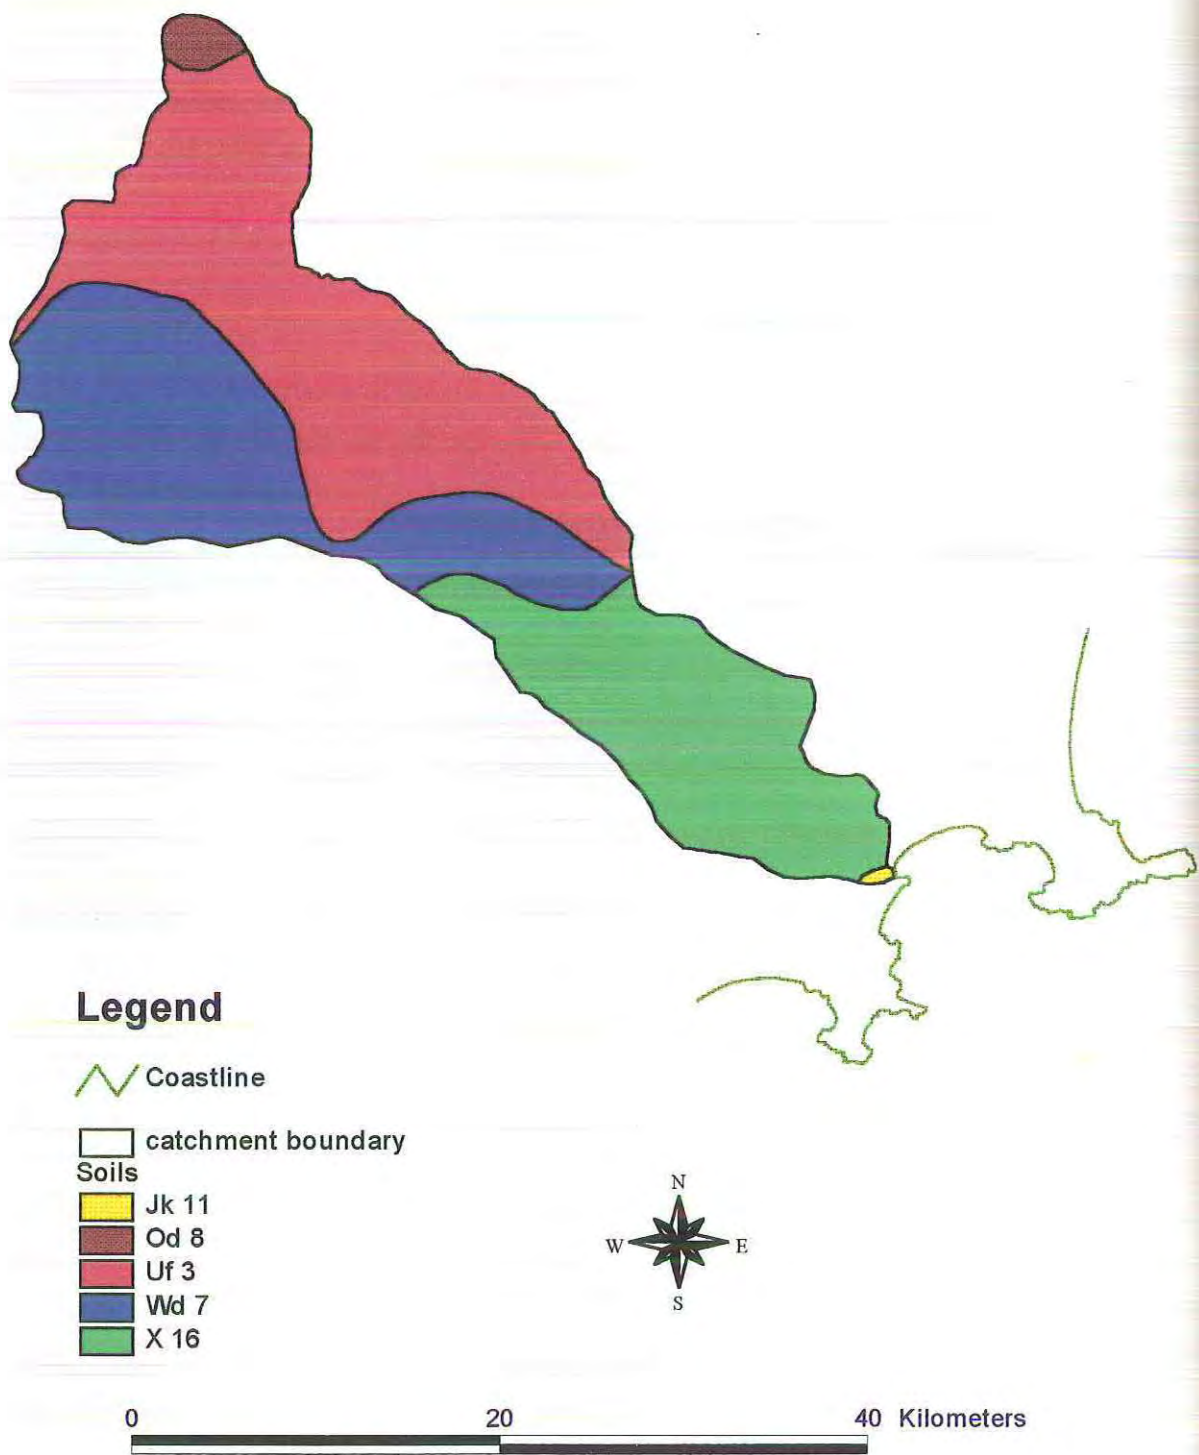 Legend
Coastline
catchment boundary
Soils
Jk 11
Od 8
Uf 3
Wd 7
X 16
N
W E
S
0 20 40 Kilometers